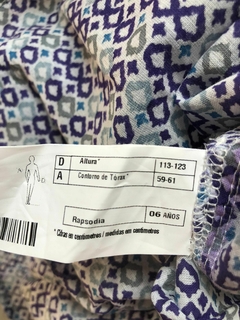 D Altura* 113-123
A Contorno de Tórax* 59-61
Rapsodia 06 AÑOS
* Cifras en centímetros / medidas em centímetros